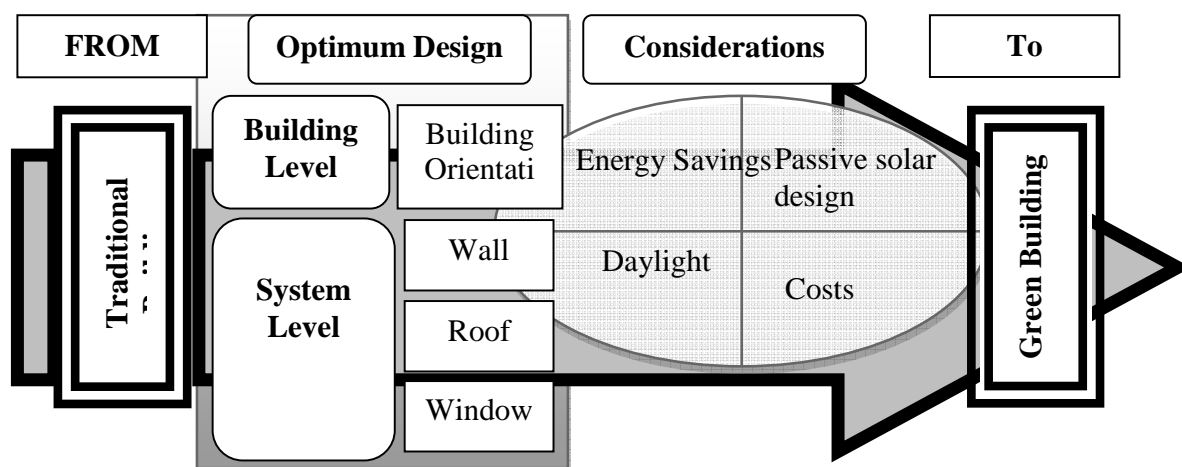 FROM
Optimum Design
Considerations
To
Traditional
Building
Level
Building
Orientati
Energy Savings
Passive solar
design
Green Building
System
Level
Wall
Daylight
Costs
Roof
Window